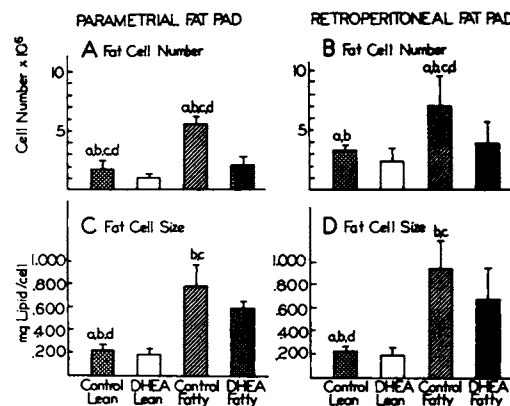 PARAMETRIAL FAT PAD
RETROPERITONEAL FAT PAD
A Fat Cell Number
B Fat Cell Number
Cell Number x 10⁶
10
5
a,b,c,d
a,b,c,d
10
5
a,b
a,b,c,d
C Fat Cell Size
D Fat Cell Size
mg Lipid/cell
1.000
.800
.600
.400
.200
a,b,d
b,c
1.000
.800
.600
.400
.200
a,b,d
b,c
Control Lean
DHEA Lean
Control Fatty
DHEA Fatty
Control Lean
DHEA Lean
Control Fatty
DHEA Fatty